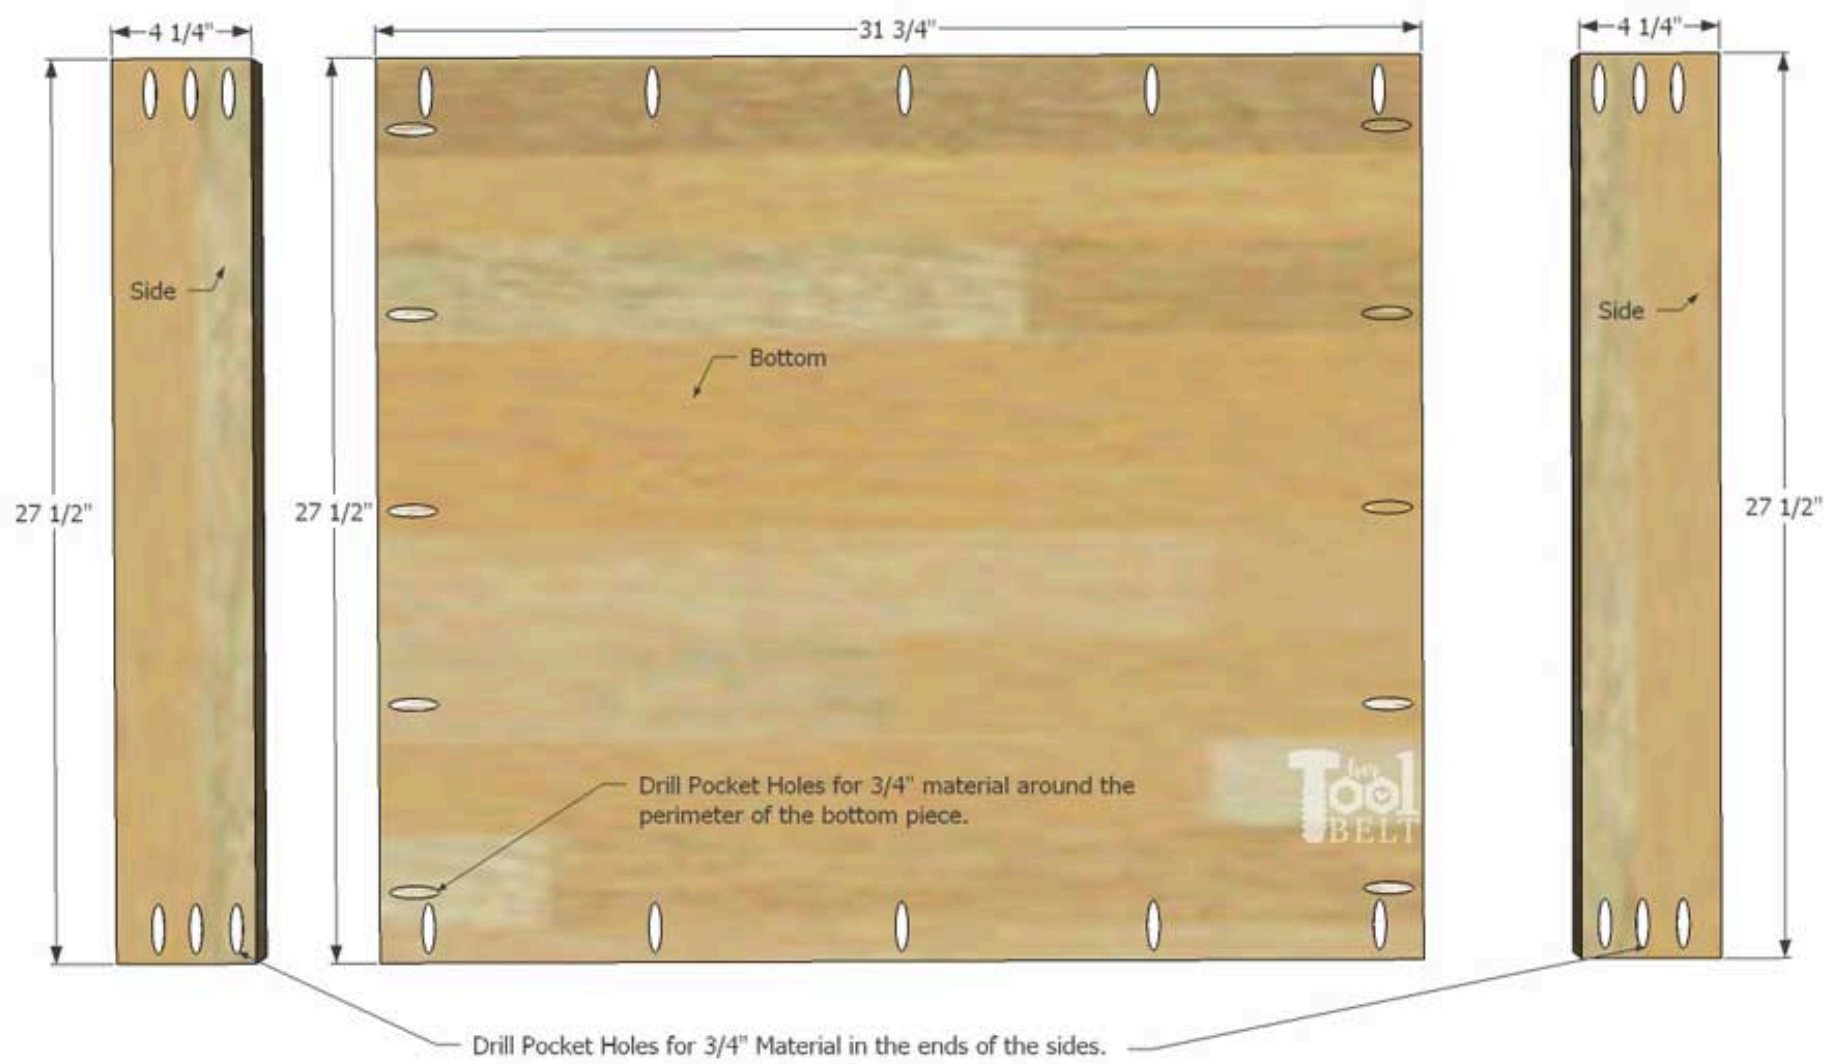 4 1/4"
31 3/4"
4 1/4"
Side
Side
Bottom
27 1/2"
27 1/2"
27 1/2"
Drill Pocket Holes for 3/4" material around the
perimeter of the bottom piece.
her
Tool
BELT
Drill Pocket Holes for 3/4" Material in the ends of the sides.